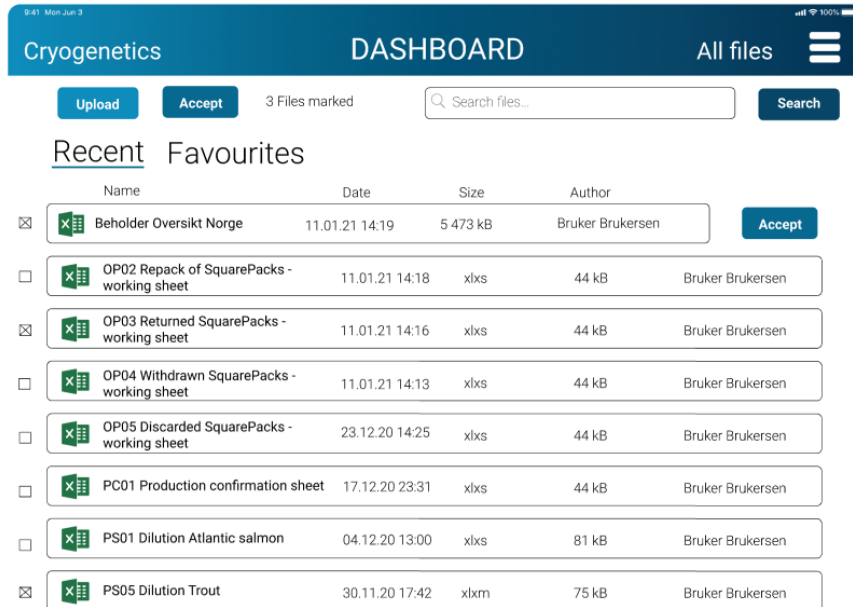 9:41 Mon Jun 3
100%
Cryogenetics
DASHBOARD
All files
Upload
Accept
3 Files marked
Search files...
Search
Recent
Favourites
Name Date Size Author
Beholder Oversikt Norge 11.01.21 14:19 5 473 kB Bruker Brukersen
Accept
OP02 Repack of SquarePacks -
working sheet
11.01.21 14:18 xlxs 44 kB Bruker Brukersen
OP03 Returned SquarePacks -
working sheet
11.01.21 14:16 xlxs 44 kB Bruker Brukersen
OP04 Withdrawn SquarePacks -
working sheet
11.01.21 14:13 xlxs 44 kB Bruker Brukersen
OP05 Discarded SquarePacks -
working sheet
23.12.20 14:25 xlxs 44 kB Bruker Brukersen
PC01 Production confirmation sheet 17.12.20 23:31 xlxs 44 kB Bruker Brukersen
PS01 Dilution Atlantic salmon 04.12.20 13:00 xlxs 81 kB Bruker Brukersen
PS05 Dilution Trout 30.11.20 17:42 xlxm 75 kB Bruker Brukersen